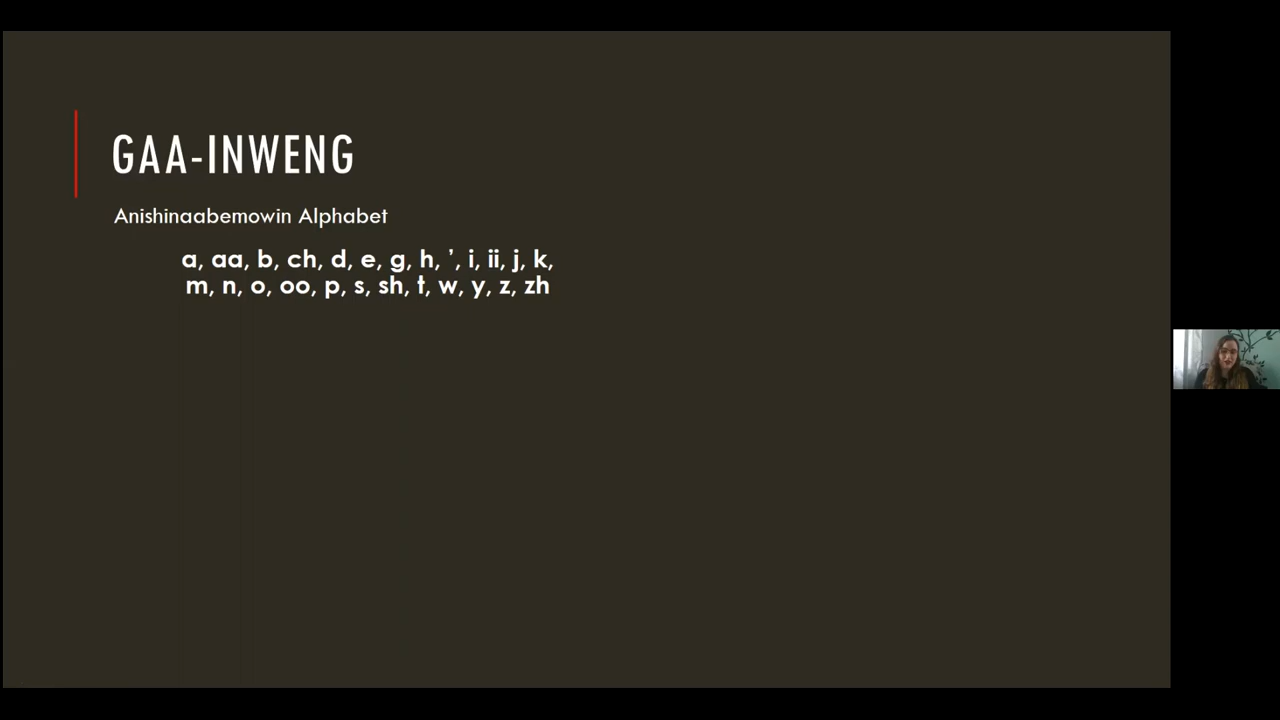 GAA-INWENG
Anishinaabemowin Alphabet
a, aa, b, ch, d, e, g, h, ’, i, ii, j, k,
m, n, o, oo, p, s, sh, t, w, y, z, zh